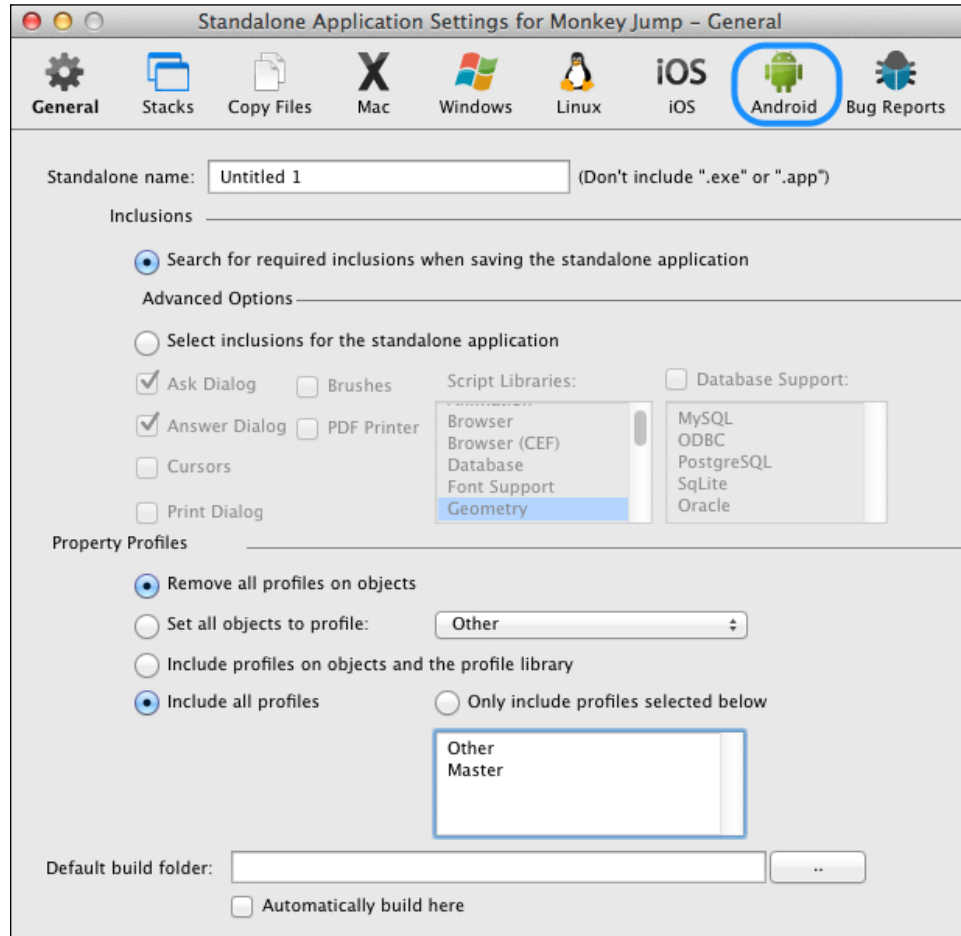 Standalone Application Settings for Monkey Jump – General
iOS
General Stacks Copy Files Mac Windows Linux iOS Android Bug Reports
Standalone name: Untitled 1 (Don't include ".exe" or ".app")
Inclusions
Search for required inclusions when saving the standalone application
Advanced Options
Select inclusions for the standalone application
Ask Dialog Brushes Script Libraries: Database Support:
Answer Dialog PDF Printer
Cursors
Print Dialog
Browser
Browser (CEF)
Database
Font Support
Geometry
MySQL
ODBC
PostgreSQL
SqLite
Oracle
Property Profiles
Remove all profiles on objects
Set all objects to profile: Other
Include profiles on objects and the profile library
Include all profiles Only include profiles selected below
Other
Master
Default build folder: ..
Automatically build here